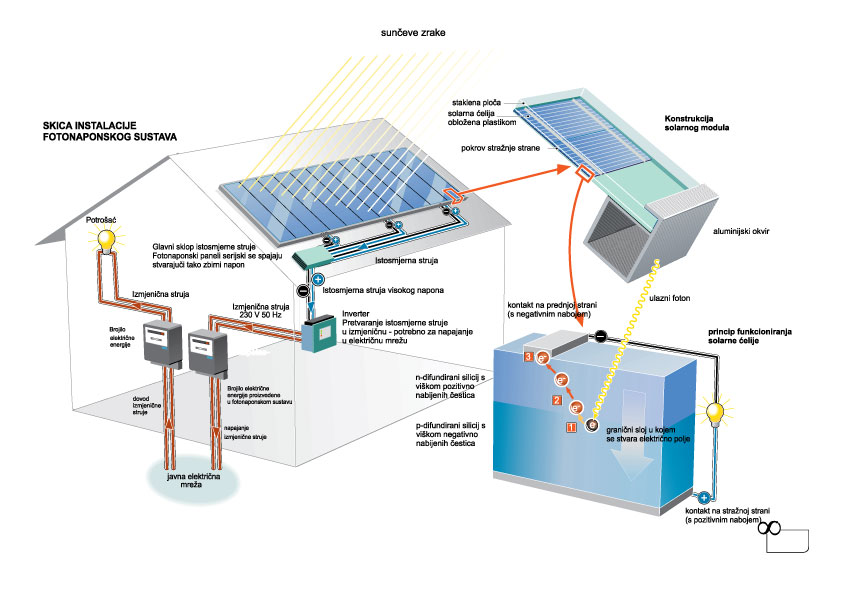 sunčeve zrake
SKICA INSTALACIJE
FOTONAPONSKOG SUSTAVA
staklena ploča
solarna ćelija
obložena plastikom
pokrov stražnje strane
Konstrukcija
solarnog modula
aluminijski okvir
Potrošač
Glavni sklop istosmjerne struje
Fotonaponski paneli serijski se spajaju
stvarajući tako zbirni napon
Istosmjerna struja
Istosmjerna struja visokog napona
Izmjenična struja
Izmjenična struja
230 V 50 Hz
Inverter
Pretvaranje istosmjerne struje
u izmjeničnu - potrebno za napajanje
u električnu mrežu
Brojilo
električne
energije
Brojilo električne
energije proizvedene
u fotonaponskom sustavu
dovod
izmjenične
struje
napajanje
izmjenične struje
javna električna
mreža
ulazni foton
kontakt na prednjoj strani
(s negativnim nabojem)
princip funkcioniranja
solarne ćelije
n-difundirani silicij s
viškom pozitivno
nabijenih čestica
p-difundirani silicij s
viškom negativno
nabijenih čestica
3
e-
e-
2
e-
1
e
granični sloj u kojem
se stvara električno polje
kontakt na stražnoj strani
(s pozitivnim nabojem)